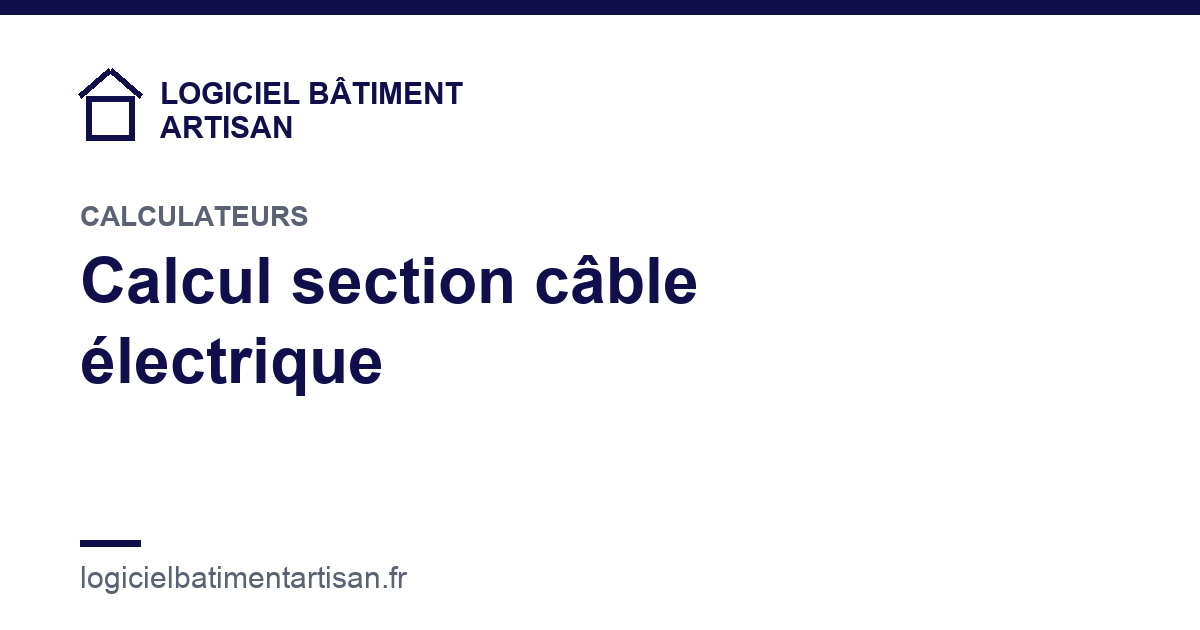 LOGICIEL BÂTIMENT
ARTISAN
CALCULATEURS
Calcul section câble
électrique
logicielbatimentartisan.fr